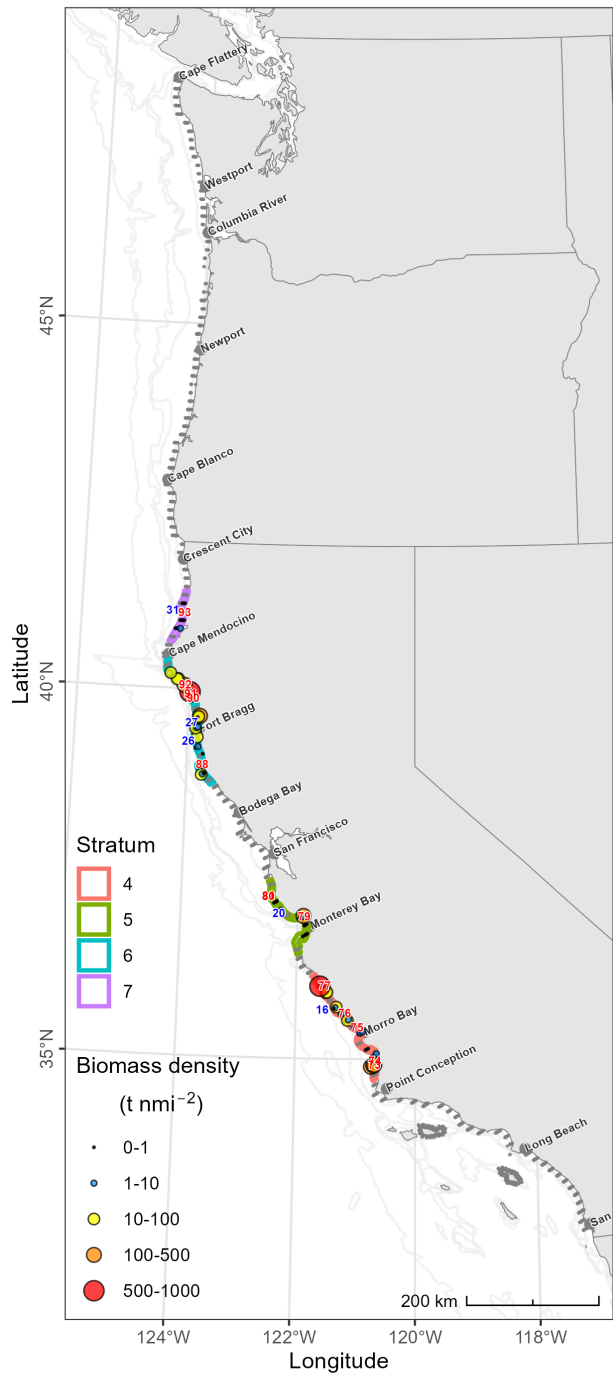 Cape Flattery
Westport
Columbia River
45°N
Newport
Cape Blanco
Crescent City
31
93
Cape Mendocino
Latitude
40°N
92
90
27
Fort Bragg
26
88
Bodega Bay
San Francisco
Stratum
4
5
6
7
80
20
79
Monterey Bay
77
16
76
75
Morro Bay
35°N
74
Point Conception
Biomass density
(t nmi⁻²)
0-1
1-10
10-100
100-500
500-1000
Long Beach
San
200 km
124°W
122°W
120°W
118°W
Longitude